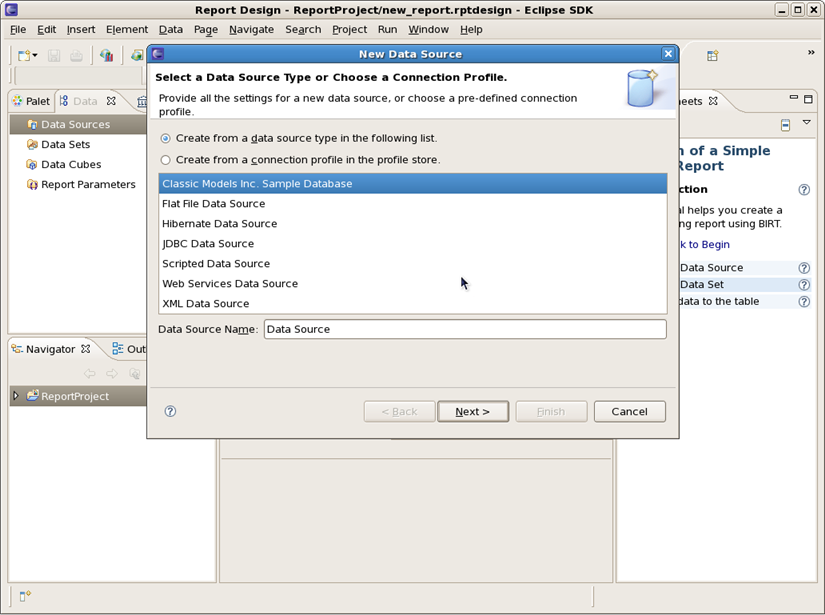 Report Design - ReportProject/new_report.rptdesign - Eclipse SDK
File Edit Insert Element Data Page Navigate Search Project Run Window Help
New Data Source
Select a Data Source Type or Choose a Connection Profile.
Provide all the settings for a new data source, or choose a pre-defined connection
profile.
Create from a data source type in the following list.
Create from a connection profile in the profile store.
Classic Models Inc. Sample Database
Flat File Data Source
Hibernate Data Source
JDBC Data Source
Scripted Data Source
Web Services Data Source
XML Data Source
Data Source Name: Data Source
< Back Next > Finish Cancel
Palet Data
Data Sources
Data Sets
Data Cubes
Report Parameters
Navigator Out
ReportProject
eets
n of a Simple
Report
ction
al helps you create a
ng report using BIRT.
k to Begin
Data Source
Data Set
data to the table